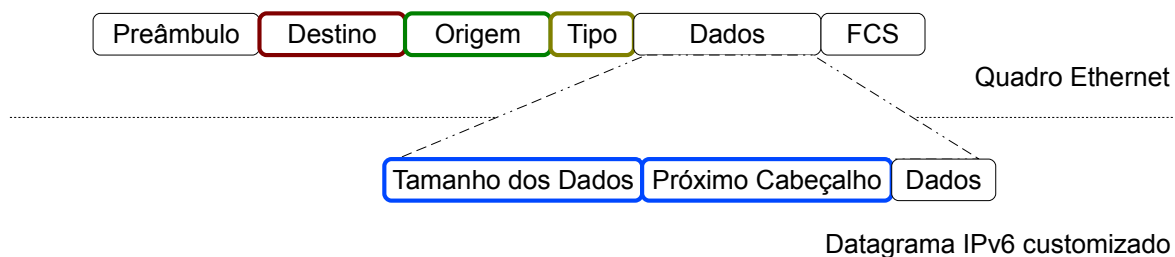 Preâmbulo Destino Origem Tipo Dados FCS
Quadro Ethernet
Tamanho dos Dados Próximo Cabeçalho Dados
Datagrama IPv6 customizado